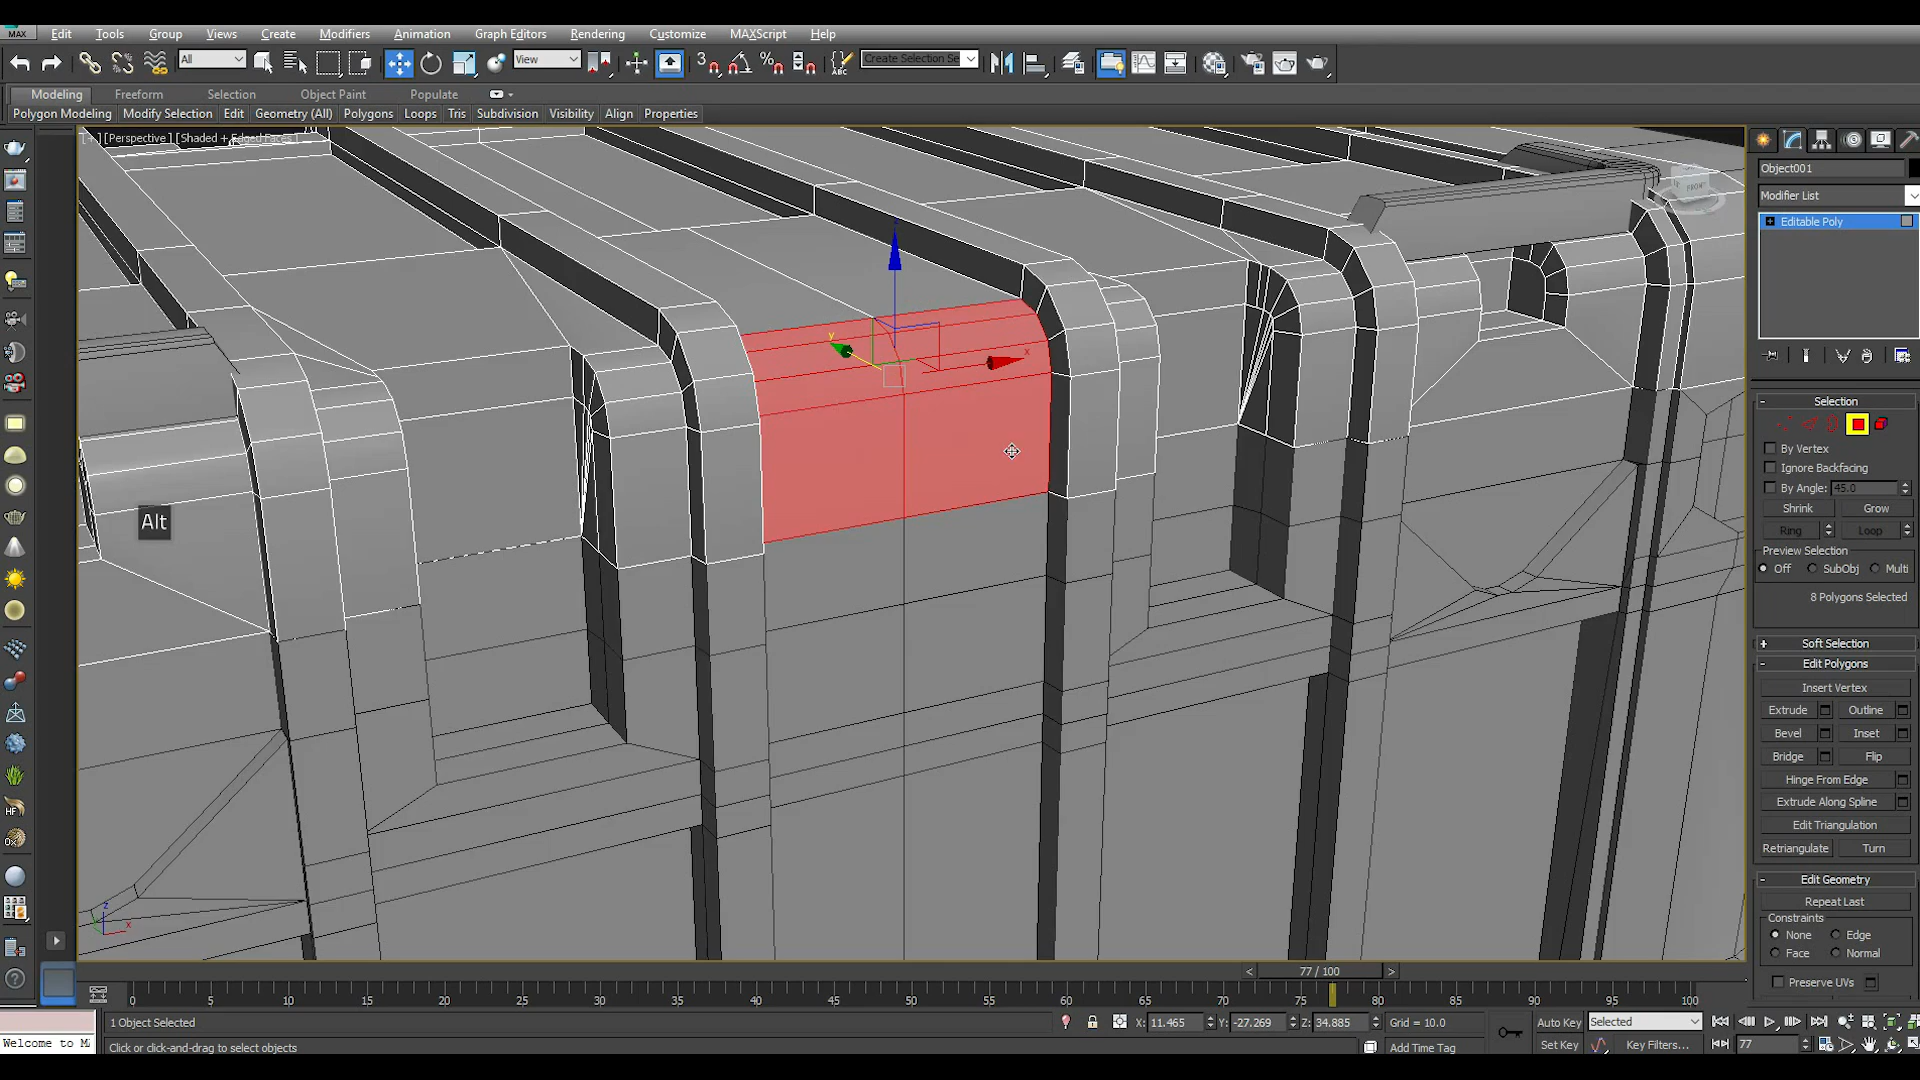 MAX Edit Tools Group Views Create Modifiers Animation Graph Editors Rendering Customize MAXScript Help
All View Create Selection Se
Modeling Freeform Selection Object Paint Populate
Polygon Modeling Modify Selection Edit Geometry (All) Polygons Loops Tris Subdivision Visibility Align Properties
[+] [Perspective] [Shaded + Edged Faces]
Object001
Modifier List
Editable Poly
FRONT
z
y
x
Alt
Selection
By Vertex
Ignore Backfacing
By Angle: 45.0
Shrink Grow
Ring Loop
Preview Selection
Off SubObj Multi
8 Polygons Selected
+ Soft Selection
- Edit Polygons
Insert Vertex
Extrude Outline
Bevel Inset
Bridge Flip
Hinge From Edge
Extrude Along Spline
Edit Triangulation
Retriangulate Turn
- Edit Geometry
Repeat Last
Constraints
None Edge
Face Normal
Preserve UVs
HF
z
x
< 77 / 100 >
0 5 10 15 20 25 30 35 40 45 50 55 60 65 70 75 80 85 90 95 100
1 Object Selected X: 11.465 Y: -27.269 Z: 34.885 Grid = 10.0 Auto Key Selected
Welcome to M Click or click-and-drag to select objects Add Time Tag Set Key Key Filters... 77